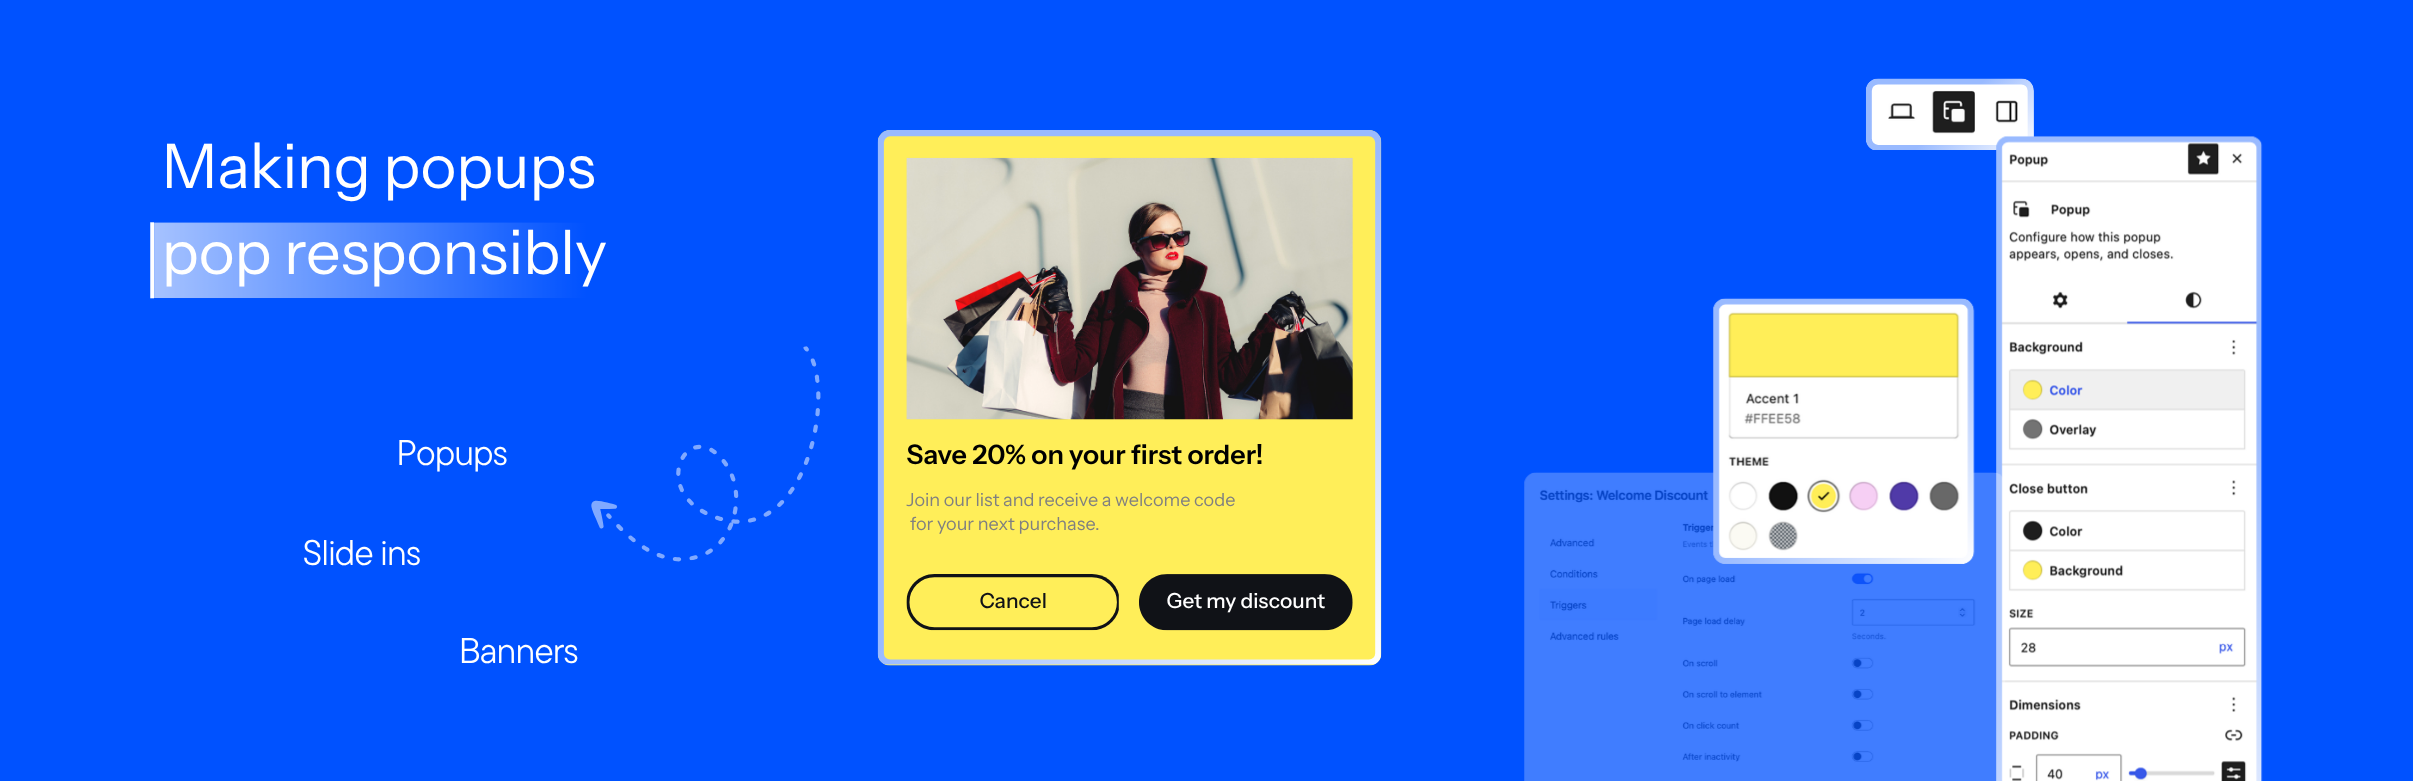 Making popups
pop responsibly
Popups
Slide ins
Banners
Save 20% on your first order!
Join our list and receive a welcome code
for your next purchase.
Cancel
Get my discount
Settings: Welcome Discount
Advanced
Conditions
Triggers
Advanced rules
On page load
Page load delay
2
Seconds.
On scroll
On scroll to element
On click count
After inactivity
Accent 1
#FFEE58
THEME
Popup
Popup
Configure how this popup
appears, opens, and closes.
Background
Color
Overlay
Close button
Color
Background
SIZE
28 px
Dimensions
PADDING
40 px